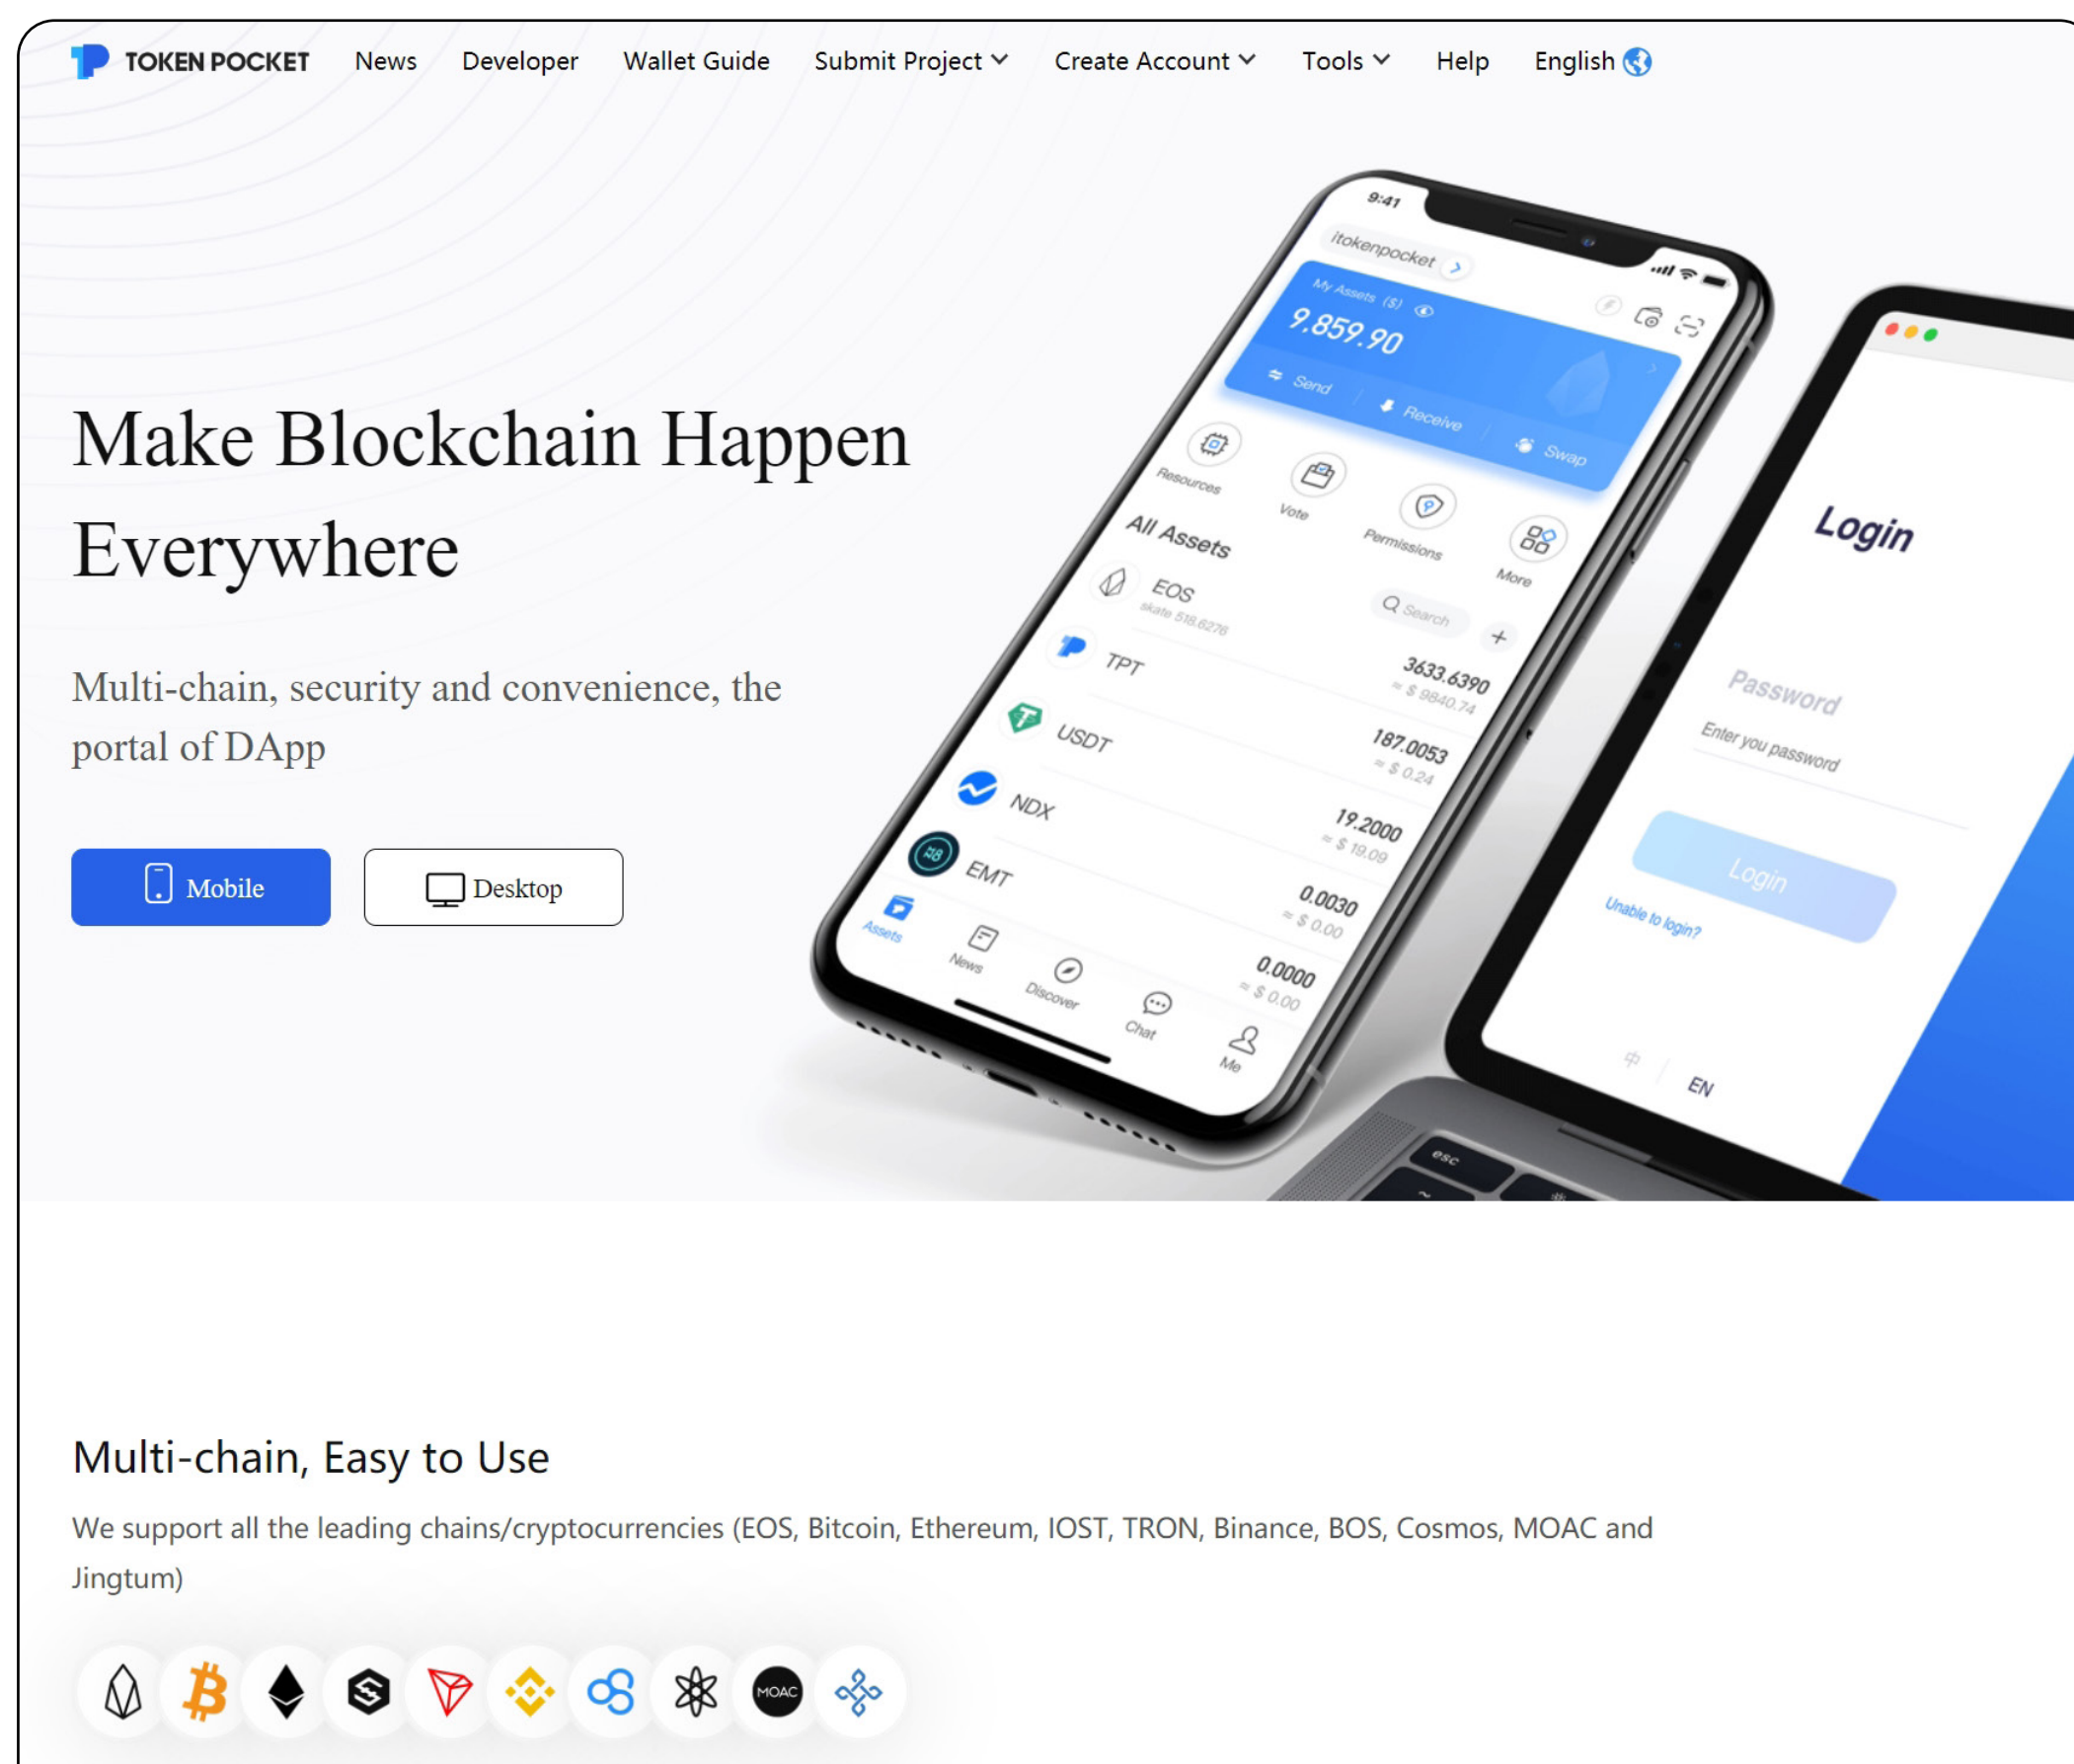 TOKEN POCKET News Developer Wallet Guide Submit Project Create Account Tools Help English
Make Blockchain Happen
Everywhere
Multi-chain, security and convenience, the
portal of DApp
Mobile
Desktop
9:41
itokenpocket
My Assets ($)
9,859.90
Send
Receive
Swap
Resources
Vote
Permissions
More
All Assets
Search
EOS
skate 518.6276
3633.6390
≈ $ 9840.74
TPT
187.0053
≈ $ 0.24
USDT
19.2000
≈ $ 19.09
NDX
0.0030
≈ $ 0.00
EMT
0.0000
≈ $ 0.00
Assets
News
Discover
Chat
Me
Login
Password
Enter you password
Login
Unable to login?
中
EN
esc
Multi-chain, Easy to Use
We support all the leading chains/cryptocurrencies (EOS, Bitcoin, Ethereum, IOST, TRON, Binance, BOS, Cosmos, MOAC and
Jingtum)
MOAC